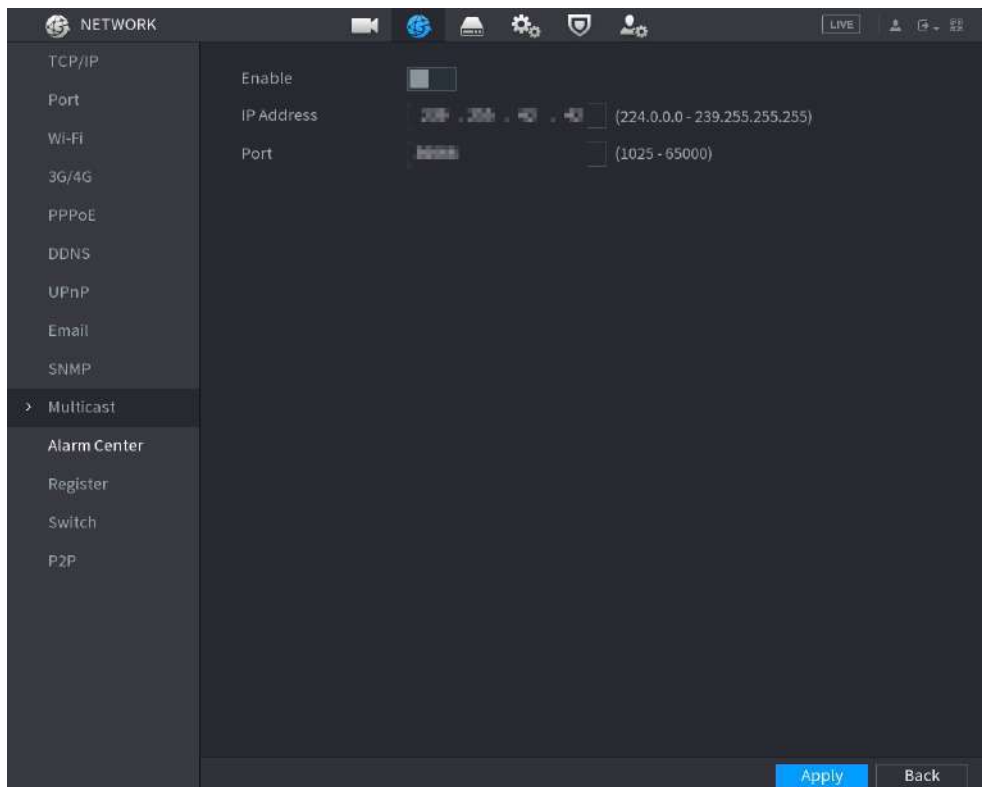 NETWORK
LIVE
TCP/IP
Enable
Port
IP Address
(224.0.0.0 - 239.255.255.255)
Wi-Fi
Port
(1025 - 65000)
3G/4G
PPPoE
DDNS
UPnP
Email
SNMP
> Multicast
Alarm Center
Register
Switch
P2P
Apply
Back